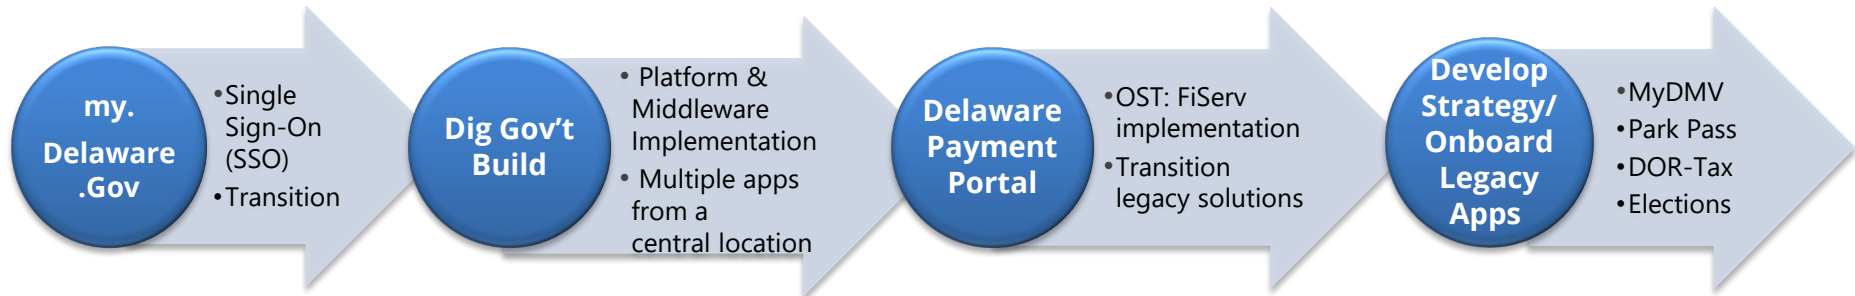 my.
Delaware
.Gov
•Single
Sign-On
(SSO)
•Transition
Dig Gov’t
Build
• Platform &
Middleware
Implementation
• Multiple apps
from a
central location
Delaware
Payment
Portal
•OST: FiServ
implementation
•Transition
legacy solutions
Develop
Strategy/
Onboard
Legacy
Apps
•MyDMV
•Park Pass
•DOR-Tax
•Elections